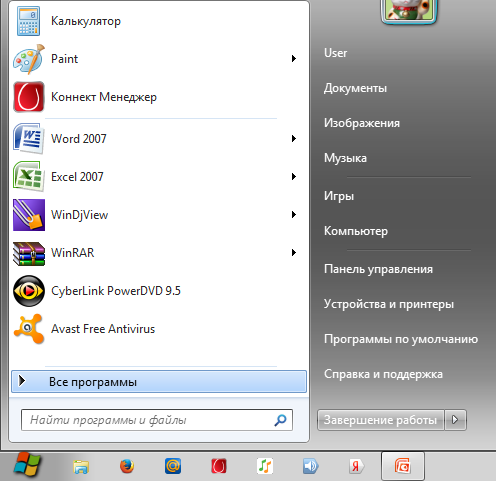 Калькулятор
Paint
Коннект Менеджер
Word 2007
Excel 2007
WinDjView
WinRAR
CyberLink PowerDVD 9.5
Avast Free Antivirus
Все программы
Найти программы и файлы
User
Документы
Изображения
Музыка
Игры
Компьютер
Панель управления
Устройства и принтеры
Программы по умолчанию
Справка и поддержка
Завершение работы